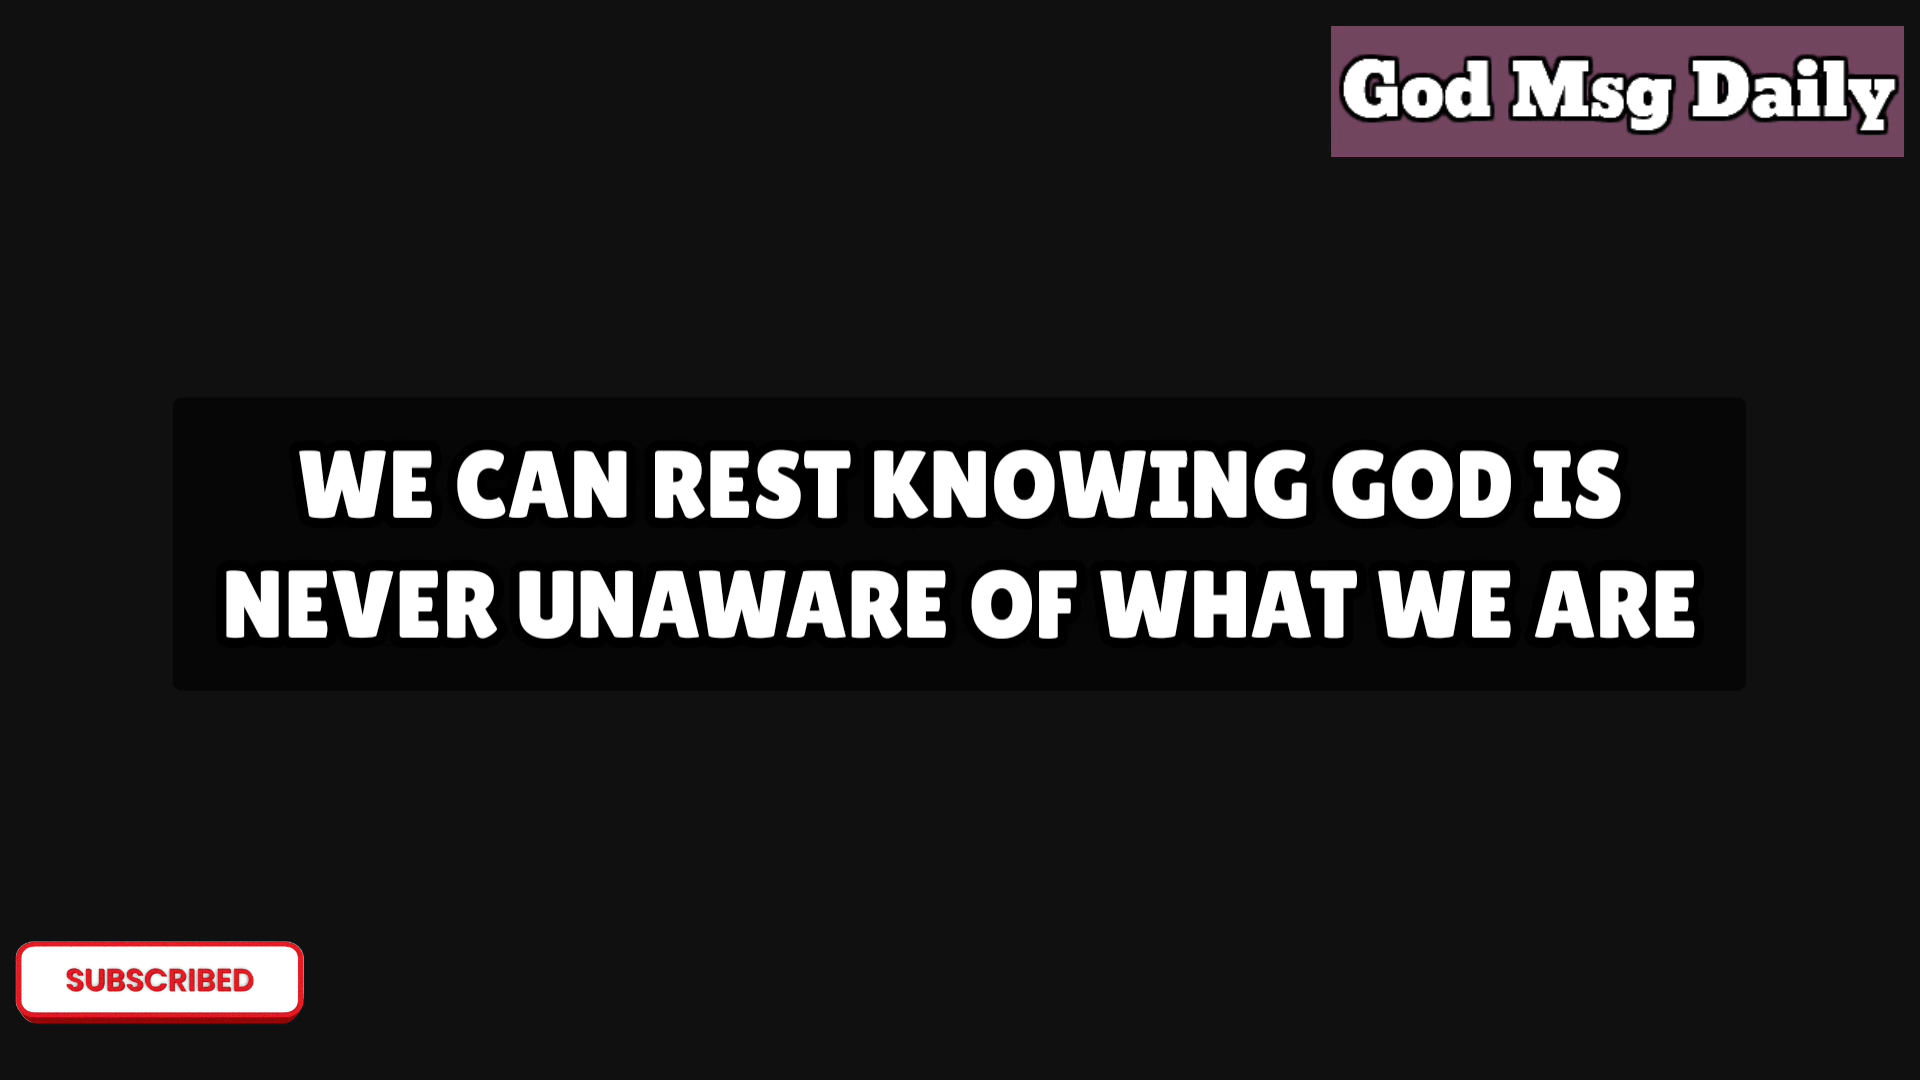 God Msg Daily
WE CAN REST KNOWING GOD IS
NEVER UNAWARE OF WHAT WE ARE
SUBSCRIBED